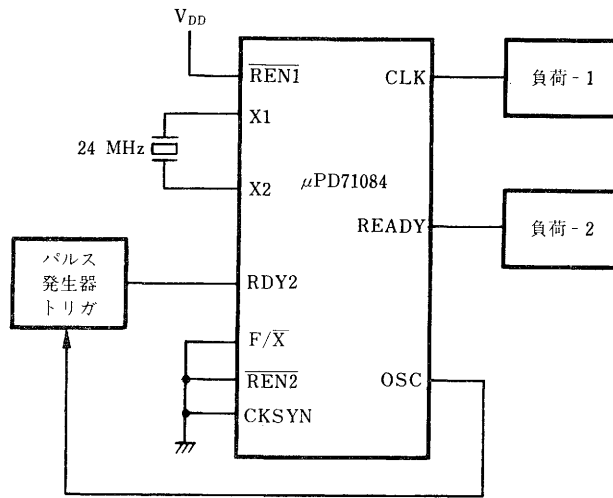 V_DD
REN1
CLK
負荷-1
X1
24 MHz
X2
μPD71084
READY
負荷-2
パルス
発生器
トリガ
RDY2
F/X
REN2
OSC
CKSYN